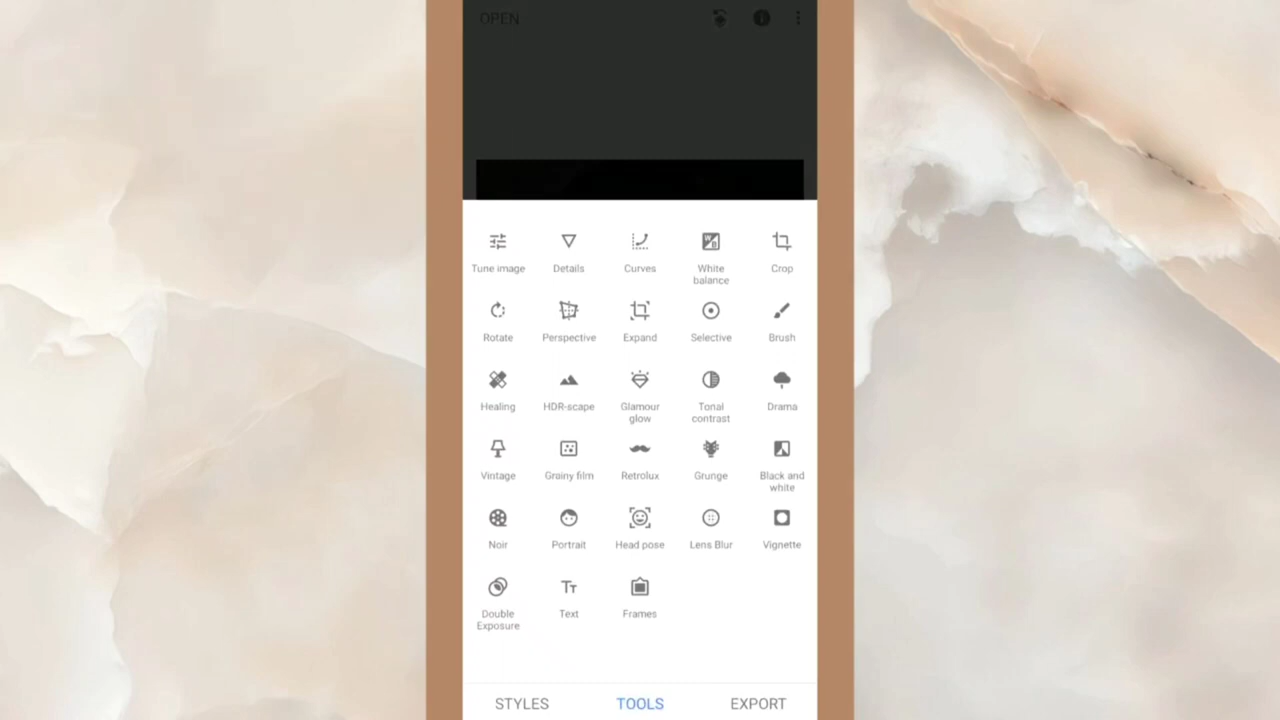 OPEN
Tune image
Details
Curves
White
balance
Crop
Rotate
Perspective
Expand
Selective
Brush
Healing
HDR-scape
Glamour
glow
Tonal
contrast
Drama
Vintage
Grainy film
Retrolux
Grunge
Black and
white
Noir
Portrait
Head pose
Lens Blur
Vignette
Double
Exposure
Text
Frames
STYLES
TOOLS
EXPORT